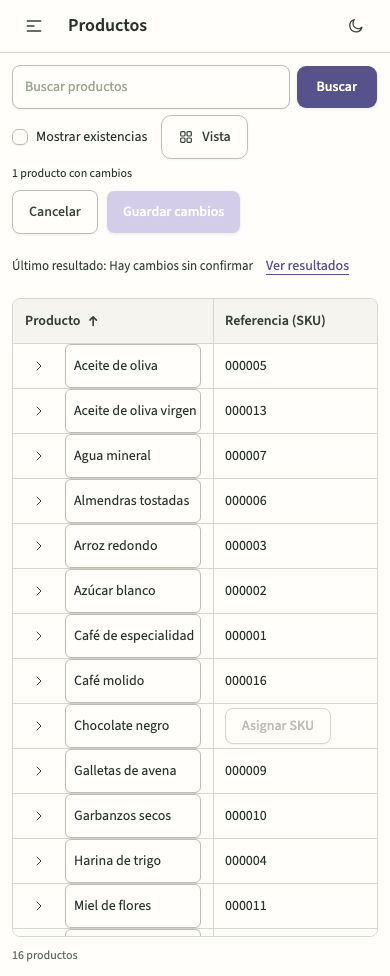 Productos
Buscar productos
Buscar
Mostrar existencias
Vista
1 producto con cambios
Cancelar
Guardar cambios
Último resultado: Hay cambios sin confirmar
Ver resultados
Producto ↑
Referencia (SKU)
Aceite de oliva
000005
Aceite de oliva virgen
000013
Agua mineral
000007
Almendras tostadas
000006
Arroz redondo
000003
Azúcar blanco
000002
Café de especialidad
000001
Café molido
000016
Chocolate negro
Asignar SKU
Galletas de avena
000009
Garbanzos secos
000010
Harina de trigo
000004
Miel de flores
000011
16 productos